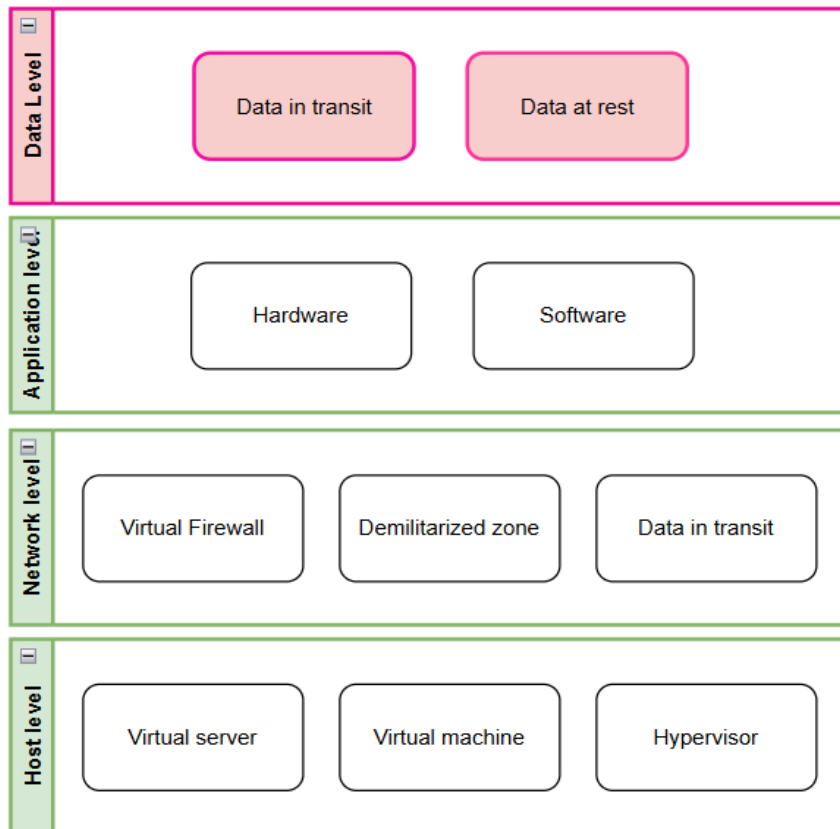 Data Level
Data in transit
Data at rest
Application level
Hardware
Software
Network level
Virtual Firewall
Demilitarized zone
Data in transit
Host level
Virtual server
Virtual machine
Hypervisor